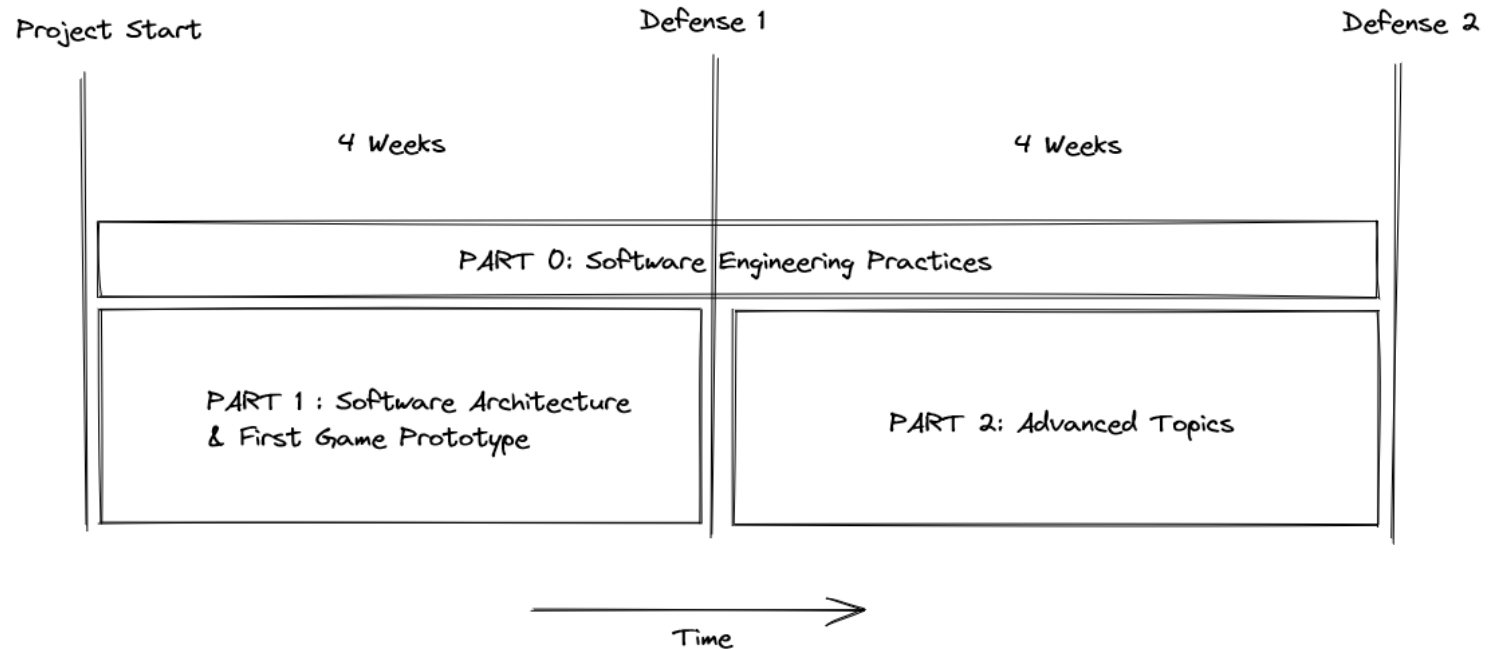 Project Start
Defense 1
Defense 2
4 Weeks
4 Weeks
PART 0: Software Engineering Practices
PART 1 : Software Architecture
& First Game Prototype
PART 2: Advanced Topics
Time